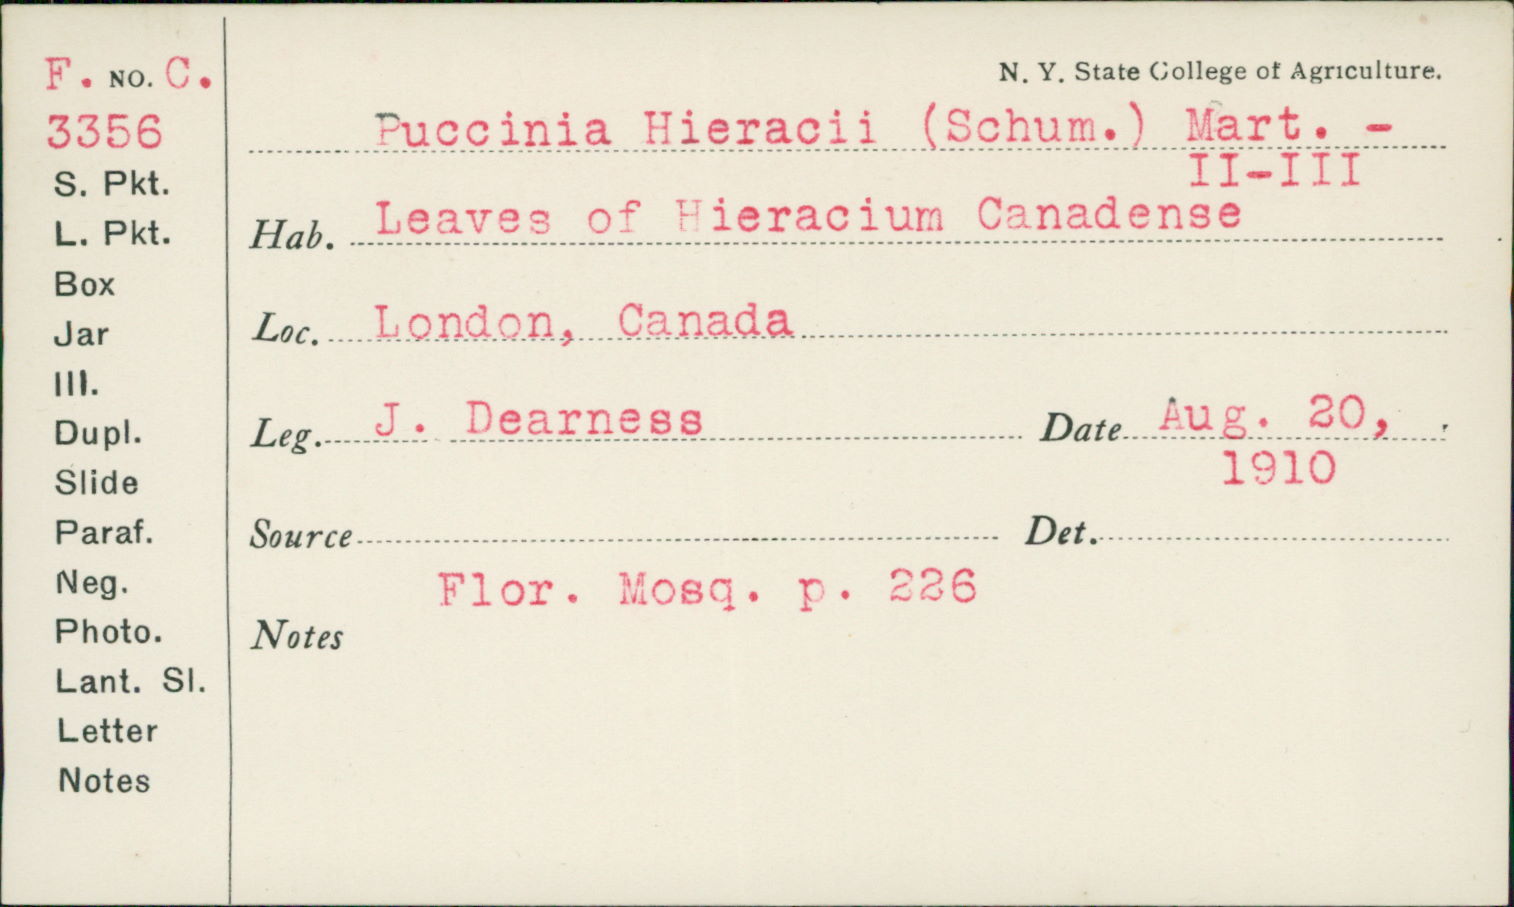 F. NO. C.
3356
S. Pkt.
L. Pkt.
Box
Jar
Ill.
Dupl.
Slide
Paraf.
Neg.
Photo.
Lant. Sl.
Letter
Notes
N. Y. State College of Agriculture.
Puccinia Hieracii (Schum.) Mart. -
II-III
Hab. Leaves of Hieracium Canadense
Loc. London, Canada
Leg. J. Dearness Date Aug. 20,
1910
Source Det.
Flor. Mosq. p. 226
Notes